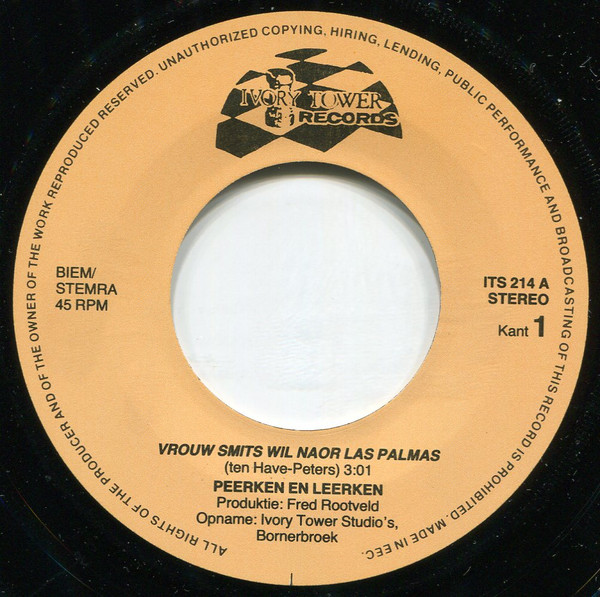 ALL RIGHTS OF THE PRODUCER AND OF THE OWNER OF THE WORK REPRODUCED RESERVED. UNAUTHORIZED COPYING, HIRING, LENDING, PUBLIC PERFORMANCE AND BROADCASTING OF THIS RECORD IS PROHIBITED. MADE IN EEC.
IVORY TOWER
RECORDS
BIEM/
STEMRA
45 RPM
ITS 214 A
STEREO
Kant 1
VROUW SMITS WIL NAOR LAS PALMAS
(ten Have-Peters) 3:01
PEERKEN EN LEERKEN
Produktie: Fred Rootveld
Opname: Ivory Tower Studio's,
Bornerbroek